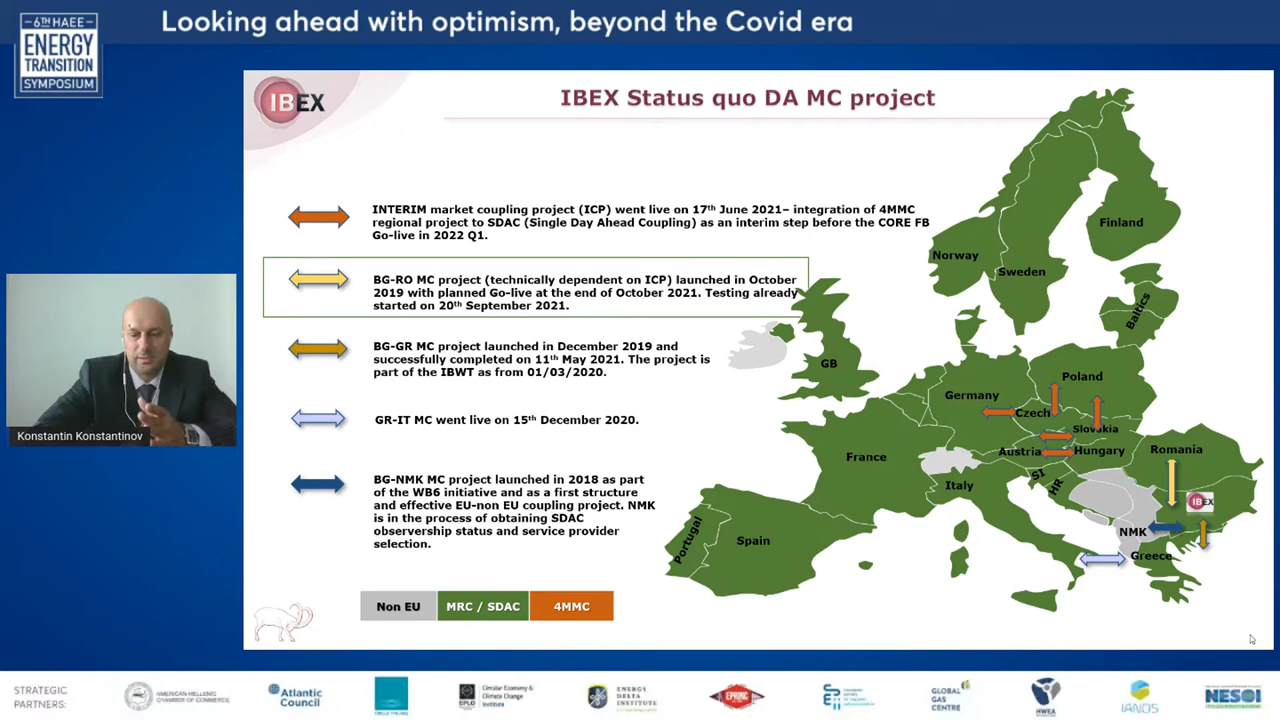 6TH HAEE
ENERGY
TRANSITION
SYMPOSIUM
Looking ahead with optimism, beyond the Covid era
IBEX
IBEX Status quo DA MC project
INTERIM market coupling project (ICP) went live on 17th June 2021– integration of 4MMC
regional project to SDAC (Single Day Ahead Coupling) as an interim step before the CORE FB
Go-live in 2022 Q1.
BG-RO MC project (technically dependent on ICP) launched in October
2019 with planned Go-live at the end of October 2021. Testing already
started on 20th September 2021.
BG-GR MC project launched in December 2019 and
successfully completed on 11th May 2021. The project is
part of the IBWT as from 01/03/2020.
GR-IT MC went live on 15th December 2020.
BG-NMK MC project launched in 2018 as part
of the WB6 initiative and as a first structure
and effective EU-non EU coupling project. NMK
is in the process of obtaining SDAC
observership status and service provider
selection.
Non EU
MRC / SDAC
4MMC
Finland
Norway
Sweden
Baltics
GB
Poland
Germany
Czech
Slovakia
Austria
Hungary
Romania
France
SI
HR
Italy
IBEX
NMK
Portugal
Spain
Greece
Konstantin Konstantinov
STRATEGIC
PARTNERS:
AMERICAN-HELLENIC
CHAMBER OF COMMERCE
Atlantic
Council
EPLO
Circular Economy &
Climate Change
Institute
ENERGY
DELTA
INSTITUTE
EPRINC
GLOBAL
GAS
CENTRE
HWEA
IANOS
NESOI